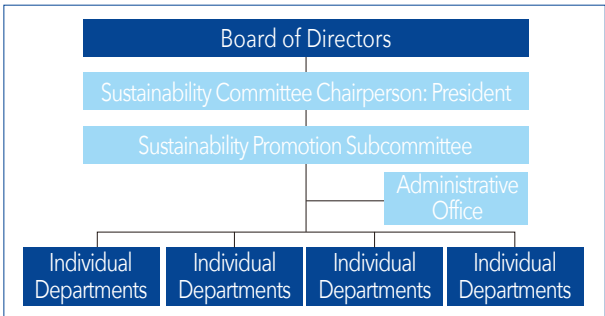 Board of Directors
Sustainability Committee Chairperson: President
Sustainability Promotion Subcommittee
Administrative
Office
Individual
Departments
Individual
Departments
Individual
Departments
Individual
Departments